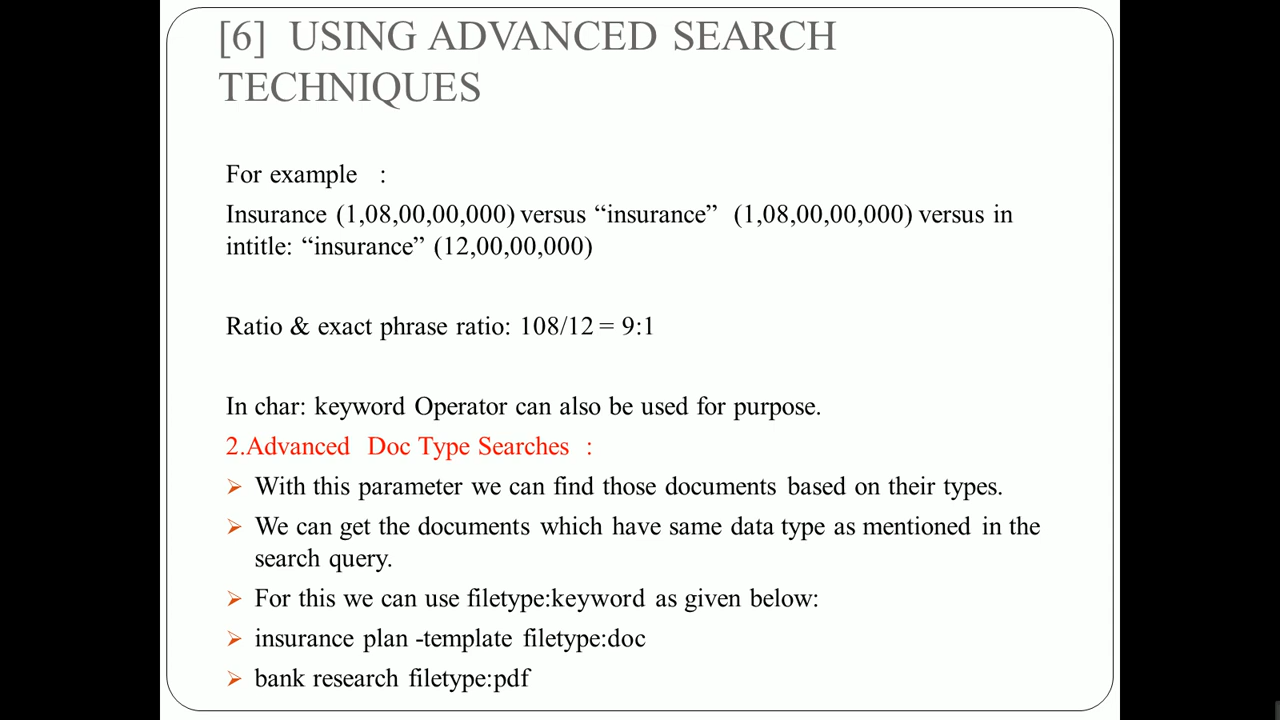 [6] USING ADVANCED SEARCH
TECHNIQUES
For example :
Insurance (1,08,00,00,000) versus “insurance” (1,08,00,00,000) versus in
intitle: “insurance” (12,00,00,000)
Ratio & exact phrase ratio: 108/12 = 9:1
In char: keyword Operator can also be used for purpose.
2.Advanced Doc Type Searches :
With this parameter we can find those documents based on their types.
We can get the documents which have same data type as mentioned in the
search query.
For this we can use filetype:keyword as given below:
insurance plan -template filetype:doc
bank research filetype:pdf